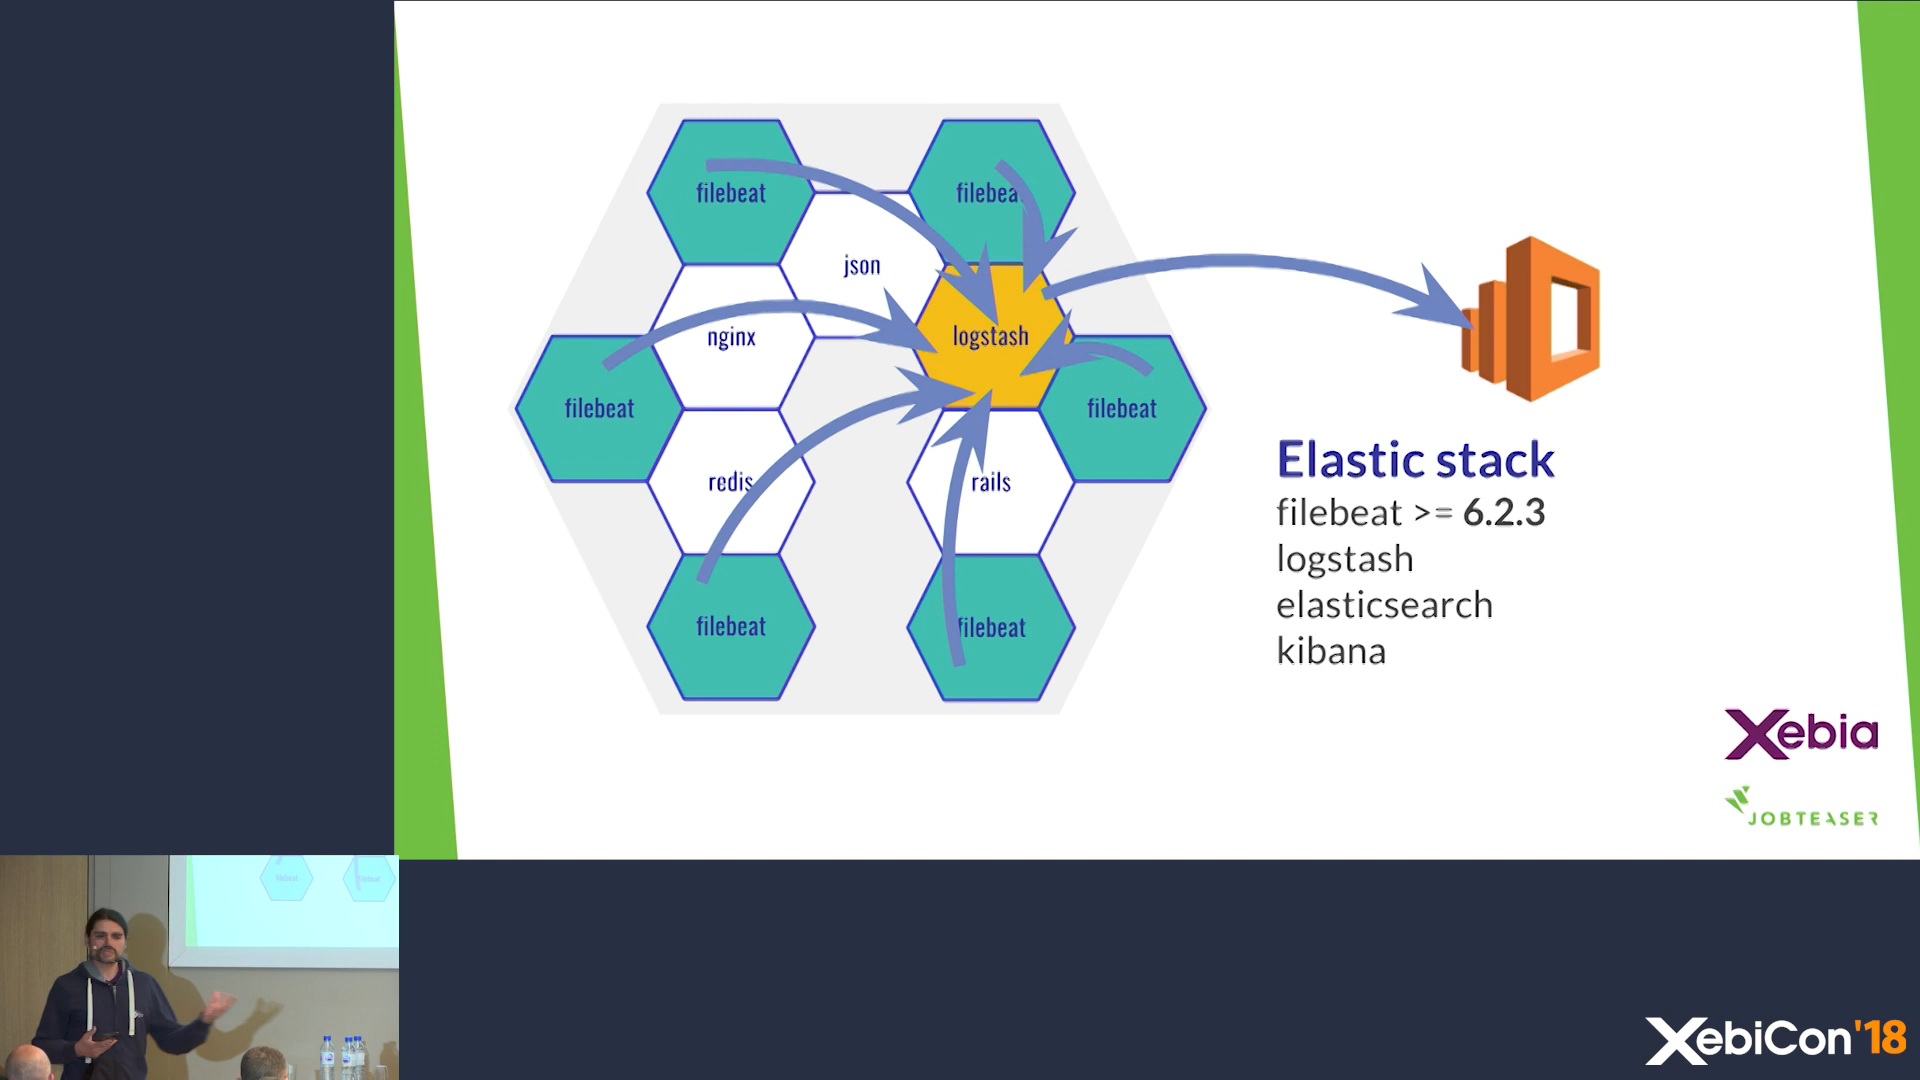 filebeat
filebeat
json
nginx
logstash
filebeat
filebeat
redis
rails
filebeat
filebeat
Elastic stack
filebeat >= 6.2.3
logstash
elasticsearch
kibana
Xebia
JOBTEASER
XebiCon'18